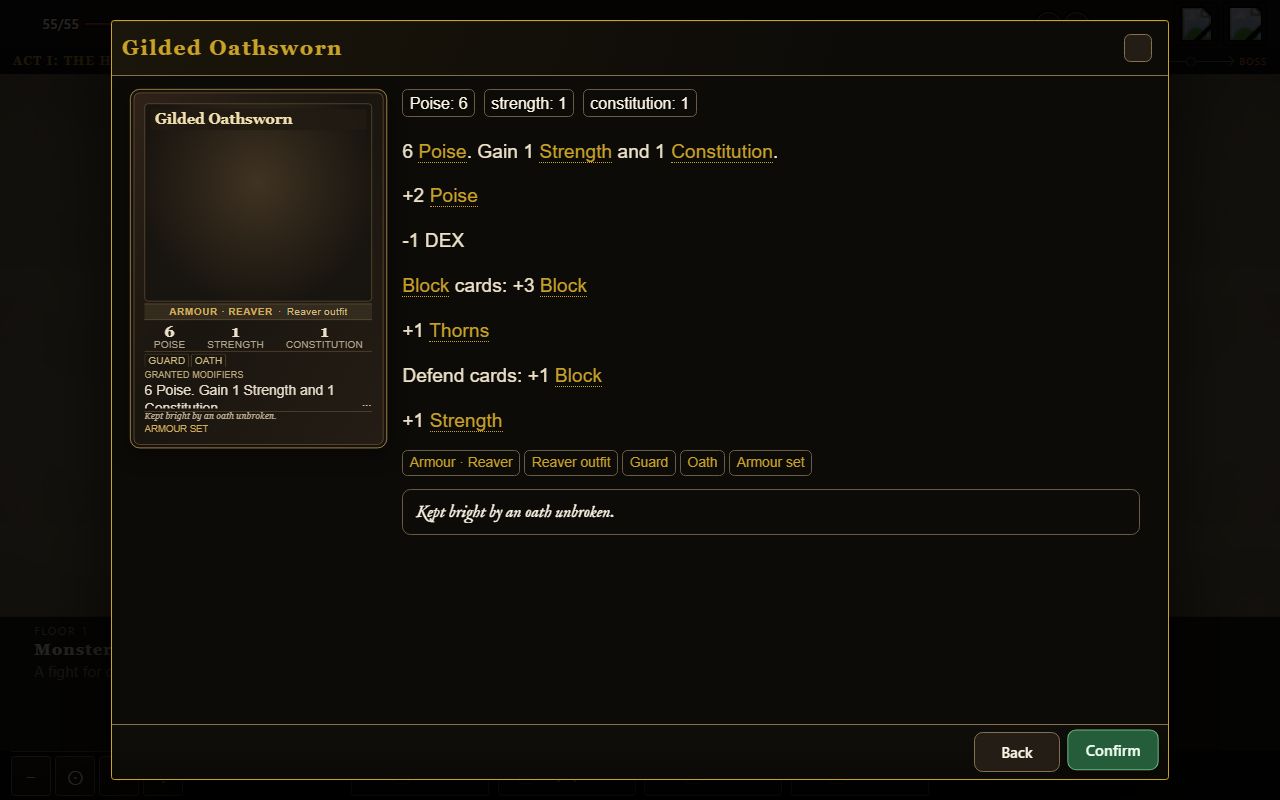 55/55
ACT I: THE H
BOSS
Gilded Oathsworn
Gilded Oathsworn
ARMOUR · REAVER · Reaver outfit
6 1 1
POISE STRENGTH CONSTITUTION
GUARD OATH
GRANTED MODIFIERS
6 Poise. Gain 1 Strength and 1
Constitution ...
Kept bright by an oath unbroken.
ARMOUR SET
Poise: 6 strength: 1 constitution: 1
6 Poise. Gain 1 Strength and 1 Constitution.
+2 Poise
-1 DEX
Block cards: +3 Block
+1 Thorns
Defend cards: +1 Block
+1 Strength
Armour · Reaver Reaver outfit Guard Oath Armour set
Kept bright by an oath unbroken.
FLOOR 1
Monster
A fight for
Back Confirm